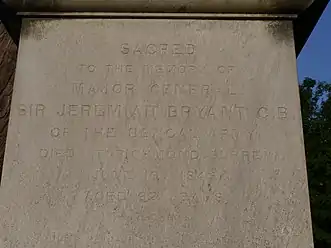 SACRED
TO THE MEMORY OF
MAJOR GENERAL
SIR JEREMIAH BRYANT C.B.
OF THE BENGAL ARMY
DIED RICHMOND SURREY
JUNE
AGED 62 YEARS